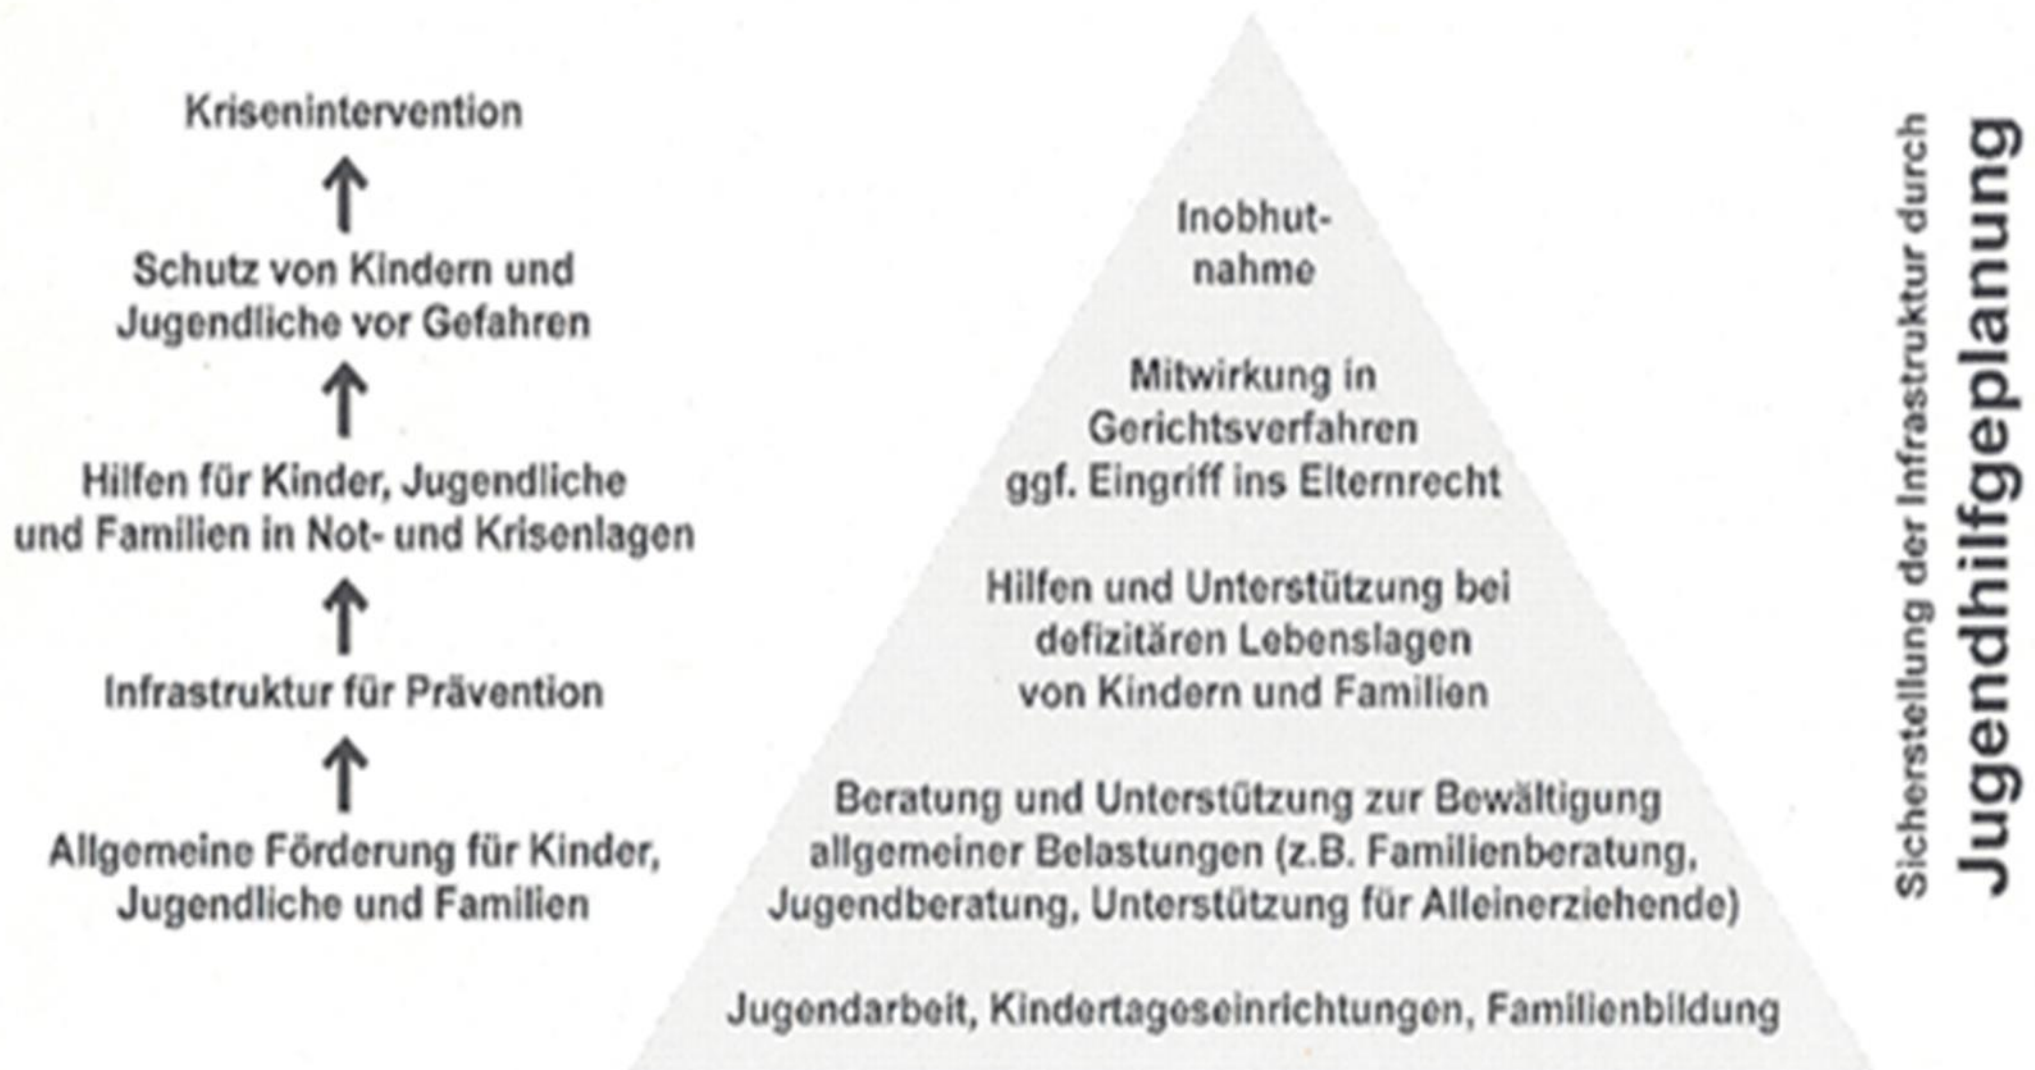 Krisenintervention
Schutz von Kindern und
Jugendliche vor Gefahren
Hilfen für Kinder, Jugendliche
und Familien in Not- und Krisenlagen
Infrastruktur für Prävention
Allgemeine Förderung für Kinder,
Jugendliche und Familien
Inobhut-
nahme
Mitwirkung in
Gerichtsverfahren
ggf. Eingriff ins Elternrecht
Hilfen und Unterstützung bei
defizitären Lebenslagen
von Kindern und Familien
Beratung und Unterstützung zur Bewältigung
allgemeiner Belastungen (z.B. Familienberatung,
Jugendberatung, Unterstützung für Alleinerziehende)
Jugendarbeit, Kindertageseinrichtungen, Familienbildung
Sicherstellung der Infrastruktur durch
Jugendhilfgeplanung